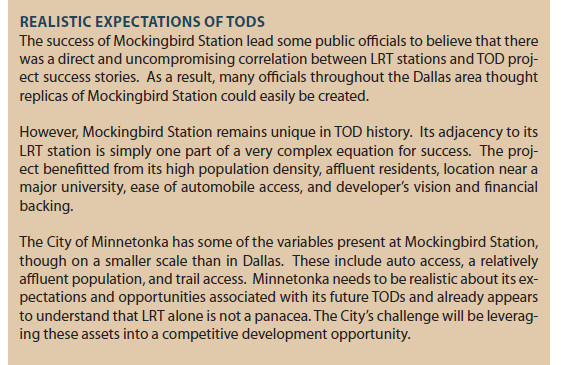 REALISTIC EXPECTATIONS OF TODS
The success of Mockingbird Station lead some public officials to believe that there
was a direct and uncompromising correlation between LRT stations and TOD proj-
ect success stories.  As a result, many officials throughout the Dallas area thought
replicas of Mockingbird Station could easily be created.
However, Mockingbird Station remains unique in TOD history.  Its adjacency to its
LRT station is simply one part of a very complex equation for success.  The proj-
ect benefitted from its high population density, affluent residents, location near a
major university, ease of automobile access, and developer's vision and financial
backing.
The City of Minnetonka has some of the variables present at Mockingbird Station,
though on a smaller scale than in Dallas.  These include auto access, a relatively
affluent population, and trail access.  Minnetonka needs to be realistic about its ex-
pectations and opportunities associated with its future TODs and already appears
to understand that LRT alone is not a panacea. The City's challenge will be leverag-
ing these assets into a competitive development opportunity.